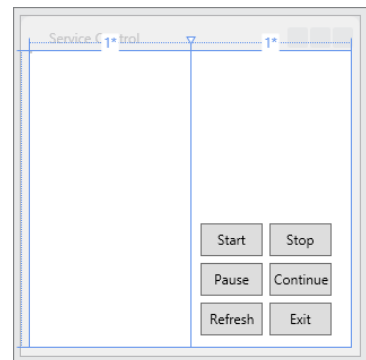 Service Control
1* 1*
Start Stop
Pause Continue
Refresh Exit